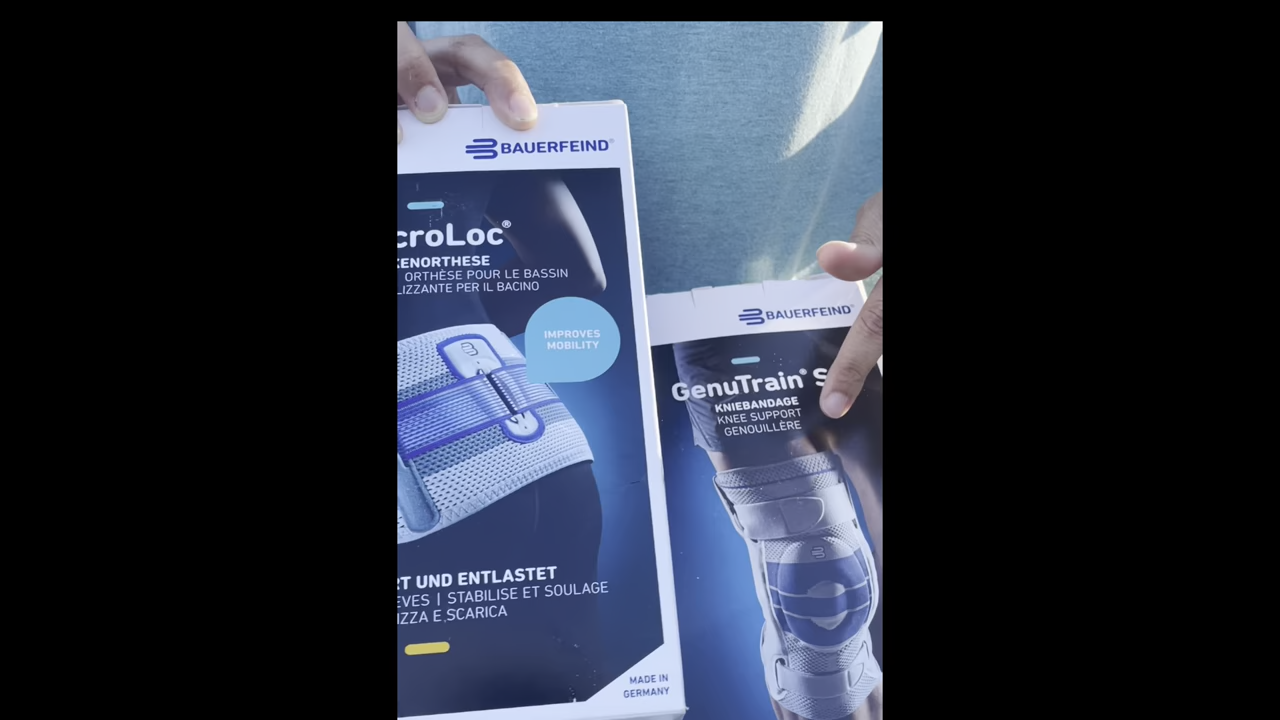 BAUERFEIND®
croLoc®
KENORTHESE
ORTHÈSE POUR LE BASSIN
LIZZANTE PER IL BACINO
IMPROVES
MOBILITY
RT UND ENTLASTET
EVES | STABILISE ET SOULAGE
IZZA E SCARICA
MADE IN
GERMANY
BAUERFEIND®
GenuTrain® S
KNIEBANDAGE
KNEE SUPPORT
GENOUILLÈRE